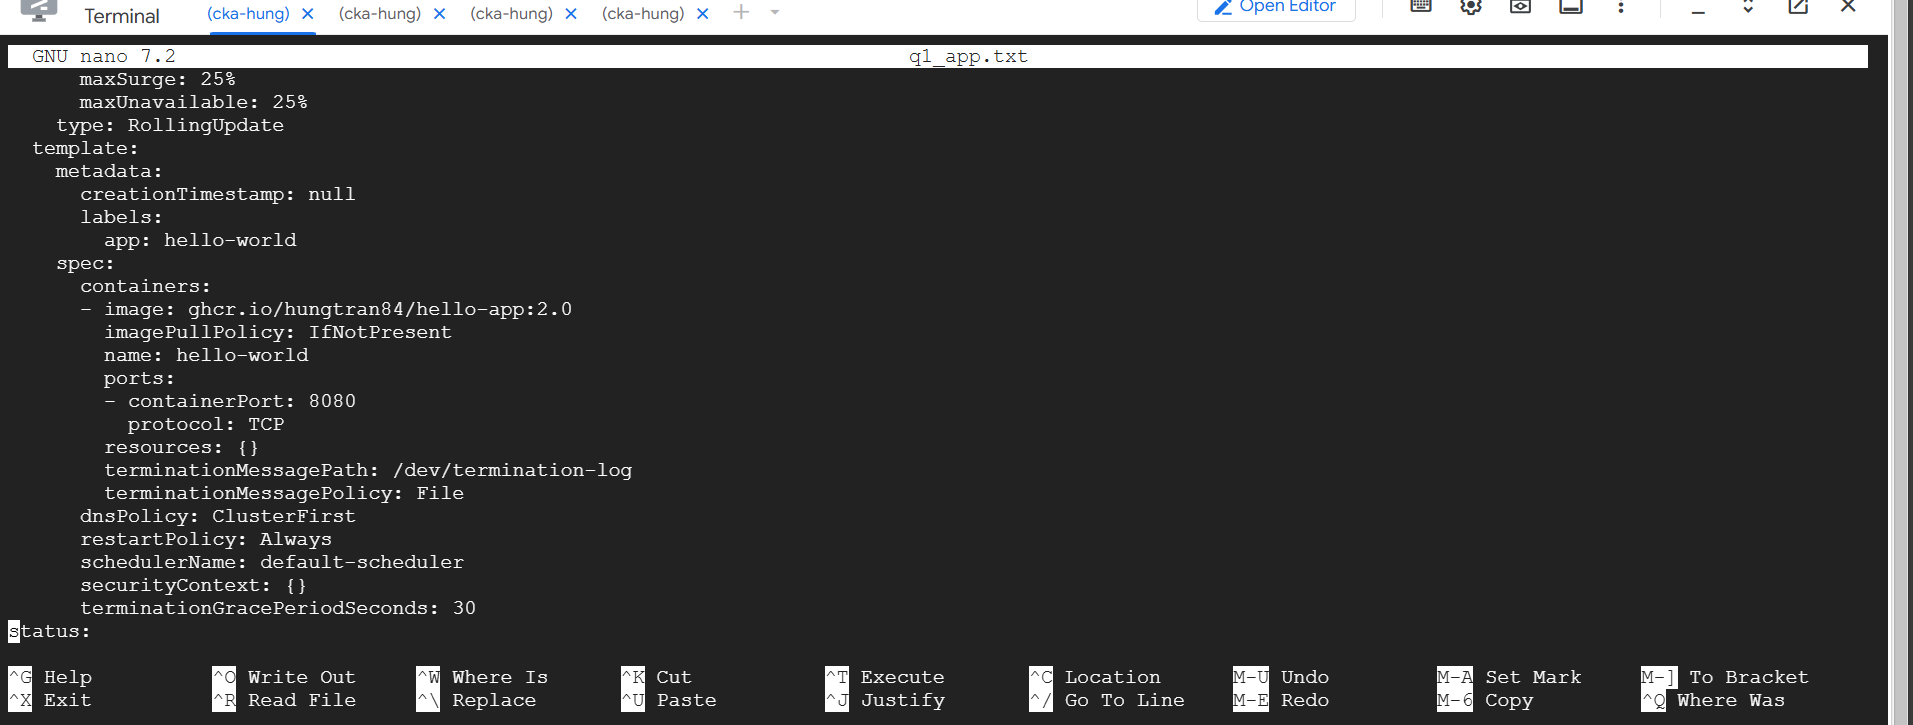 Terminal (cka-hung) (cka-hung) (cka-hung) (cka-hung) Open Editor
GNU nano 7.2 q1_app.txt
maxSurge: 25%
maxUnavailable: 25%
type: RollingUpdate
template:
metadata:
creationTimestamp: null
labels:
app: hello-world
spec:
containers:
- image: ghcr.io/hungtran84/hello-app:2.0
imagePullPolicy: IfNotPresent
name: hello-world
ports:
- containerPort: 8080
protocol: TCP
resources: {}
terminationMessagePath: /dev/termination-log
terminationMessagePolicy: File
dnsPolicy: ClusterFirst
restartPolicy: Always
schedulerName: default-scheduler
securityContext: {}
terminationGracePeriodSeconds: 30
status:
^G Help ^O Write Out ^W Where Is ^K Cut ^T Execute ^C Location M-U Undo M-A Set Mark M-] To Bracket
^X Exit ^R Read File ^\ Replace ^U Paste ^J Justify ^/ Go To Line M-E Redo M-6 Copy ^Q Where Was